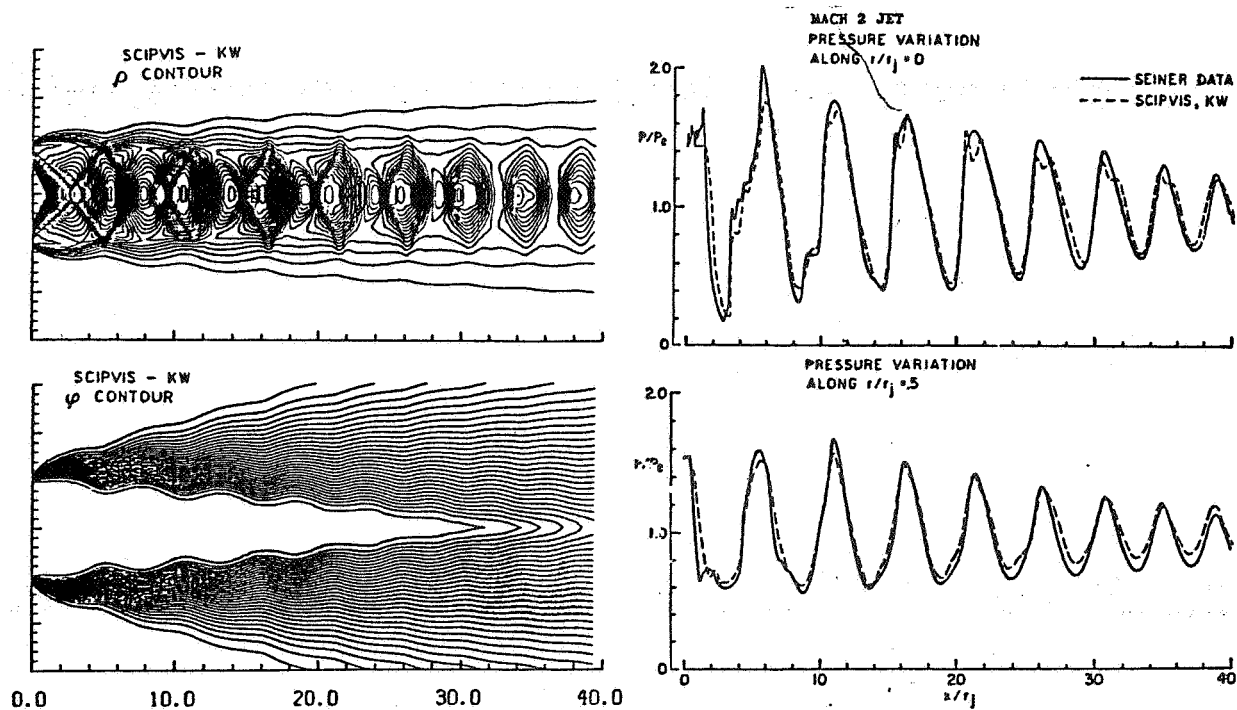 SCIPVIS - KW
ρ CONTOUR
SCIPVIS - KW
φ CONTOUR
0.0 10.0 20.0 30.0 40.0
MACH 2 JET
PRESSURE VARIATION
ALONG r/rj = 0
SEINER DATA
SCIPVIS, KW
2.0
P/Pe
1.0
0
PRESSURE VARIATION
ALONG r/rj = .5
2.0
P/Pe
1.0
0
0 10 20 30 40
x/rj